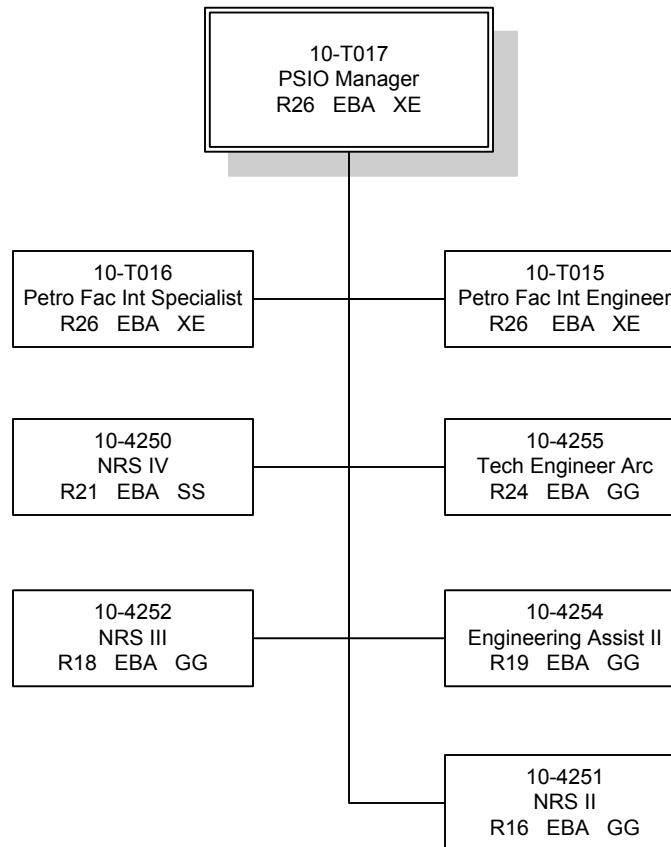 10-T017
PSIO Manager
R26 EBA XE
10-T016
Petro Fac Int Specialist
R26 EBA XE
10-T015
Petro Fac Int Engineer
R26 EBA XE
10-4250
NRS IV
R21 EBA SS
10-4255
Tech Engineer Arc
R24 EBA GG
10-4252
NRS III
R18 EBA GG
10-4254
Engineering Assist II
R19 EBA GG
10-4251
NRS II
R16 EBA GG